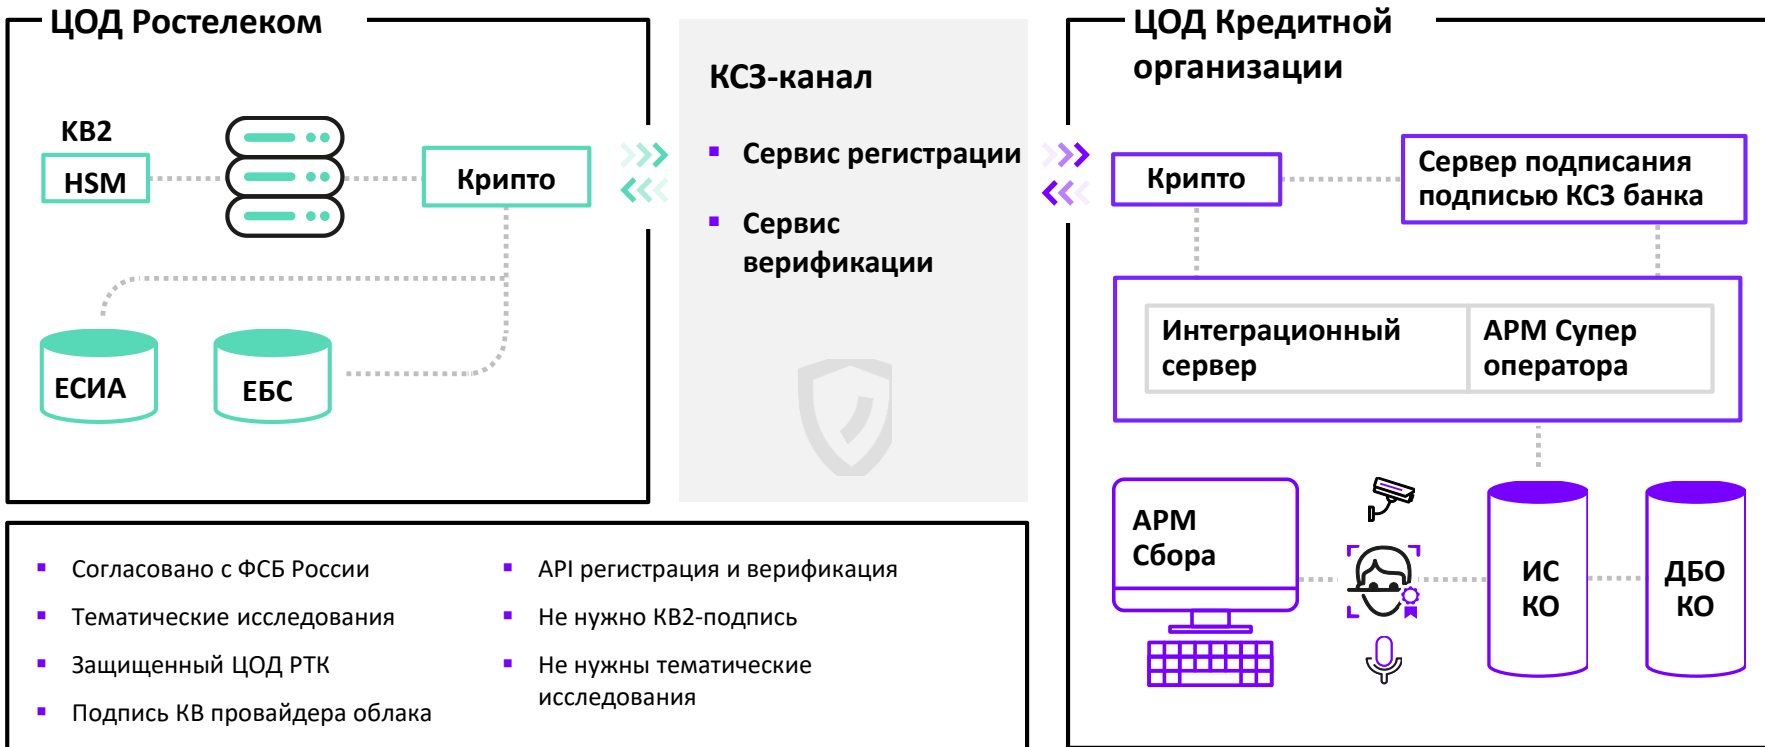 ЦОД Ростелеком
КВ2
HSM
Крипто
ЕСИА
ЕБС
КСЗ-канал
Сервис регистрации
Сервис
верификации
ЦОД Кредитной
организации
Крипто
Сервер подписания
подписью КСЗ банка
Интеграционный
сервер
АРМ Супер
оператора
АРМ
Сбора
ИС
КО
ДБО
КО
Согласовано с ФСБ России
Тематические исследования
Защищенный ЦОД РТК
Подпись КВ провайдера облака
API регистрация и верификация
Не нужно КВ2-подпись
Не нужны тематические
исследования